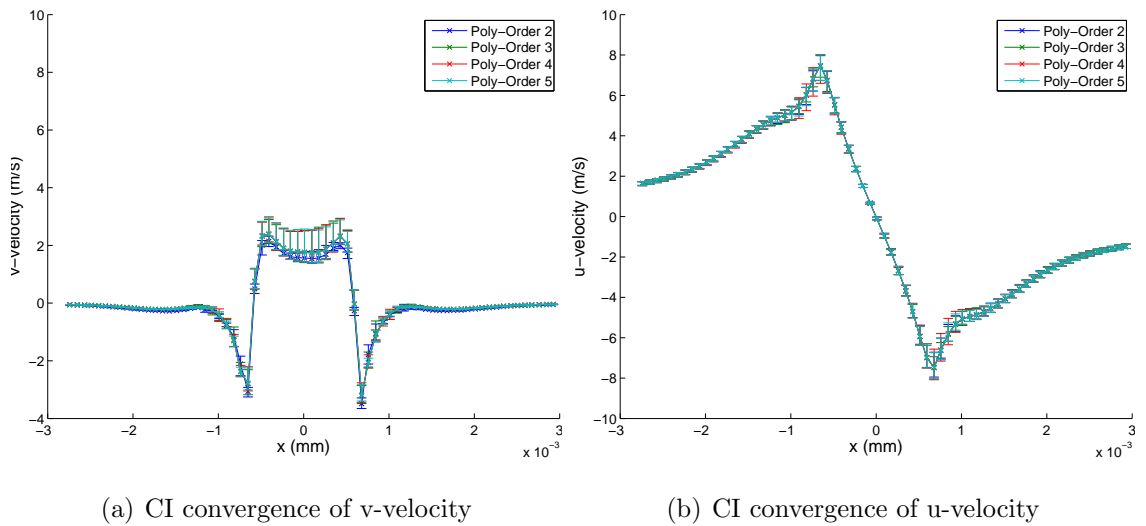 10
8
6
4
2
0
−2
−4
v−velocity (m/s)
−3
−2
−1
0
1
2
3
x (mm)
x 10−3
Poly−Order 2
Poly−Order 3
Poly−Order 4
Poly−Order 5
(a) CI convergence of v-velocity
10
8
6
4
2
0
−2
−4
−6
−8
−10
u−velocity (m/s)
−3
−2
−1
0
1
2
3
x (mm)
x 10−3
Poly−Order 2
Poly−Order 3
Poly−Order 4
Poly−Order 5
(b) CI convergence of u-velocity